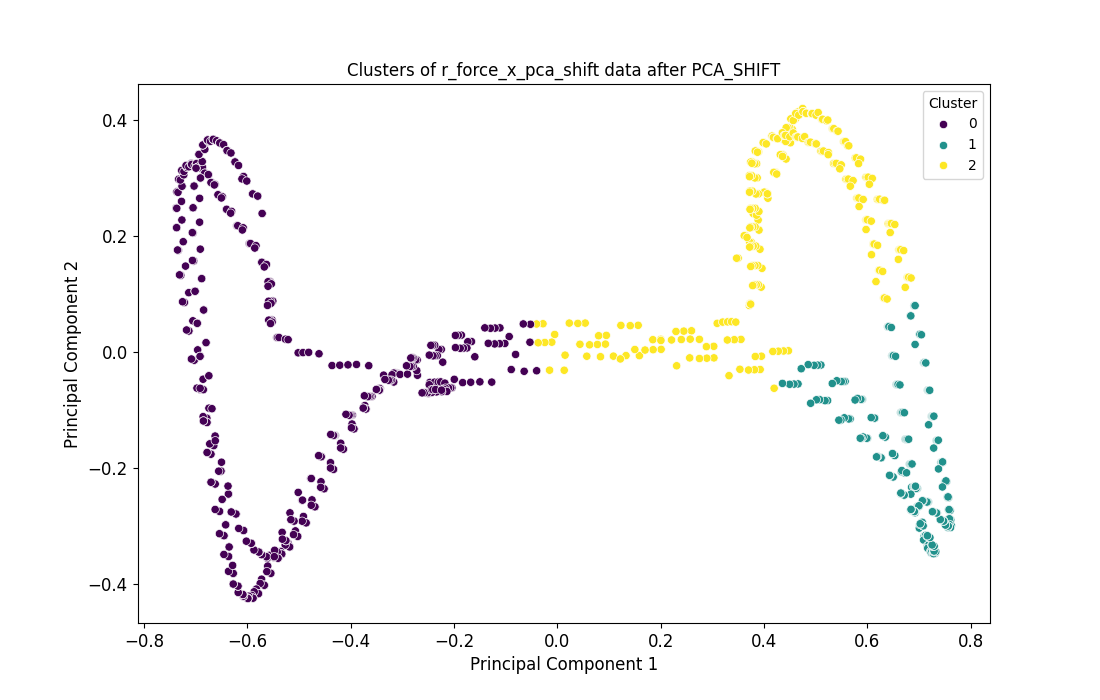 Clusters of r_force_x_pca_shift data after PCA_SHIFT
Cluster
0
1
2
0.4
0.2
0.0
−0.2
−0.4
Principal Component 2
−0.8 −0.6 −0.4 −0.2 0.0 0.2 0.4 0.6 0.8
Principal Component 1